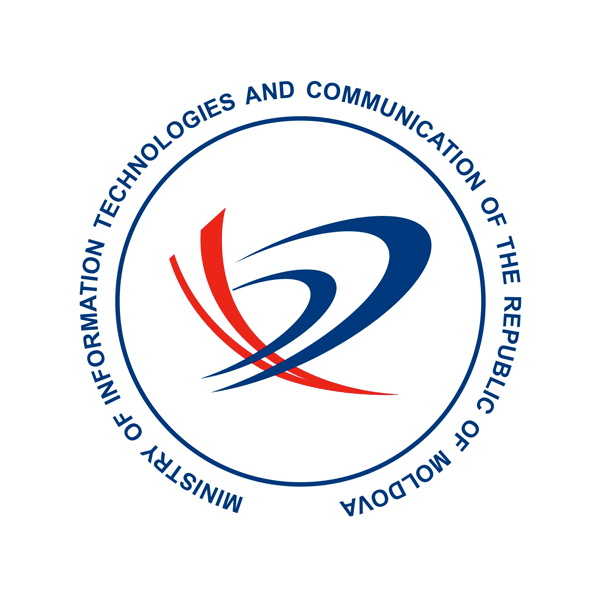 MINISTRY OF INFORMATION TECHNOLOGIES AND COMMUNICATION OF THE REPUBLIC OF MOLDOVA